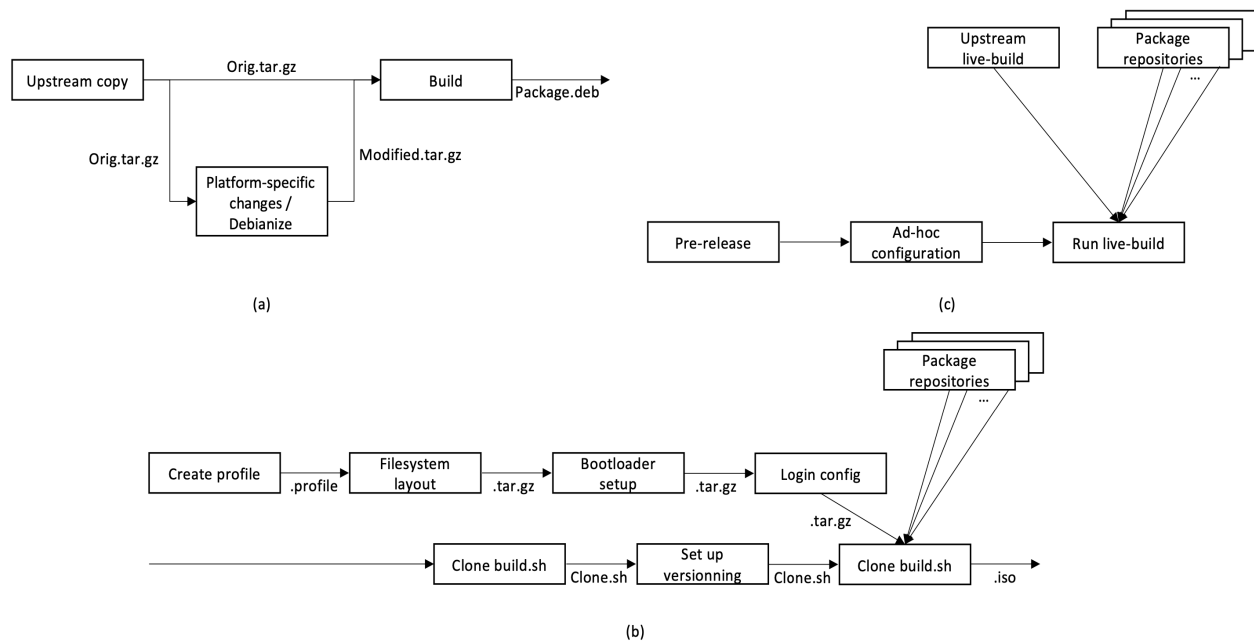 Upstream copy
Orig.tar.gz
Build
Package.deb
Orig.tar.gz
Modified.tar.gz
Platform-specific
changes /
Debianize
(a)
Upstream
live-build
Package
repositories
...
Pre-release
Ad-hoc
configuration
Run live-build
(c)
Package
repositories
...
Create profile
.profile
Filesystem
layout
.tar.gz
Bootloader
setup
.tar.gz
Login config
.tar.gz
Clone build.sh
Clone.sh
Set up
versionning
Clone.sh
Clone build.sh
.iso
(b)